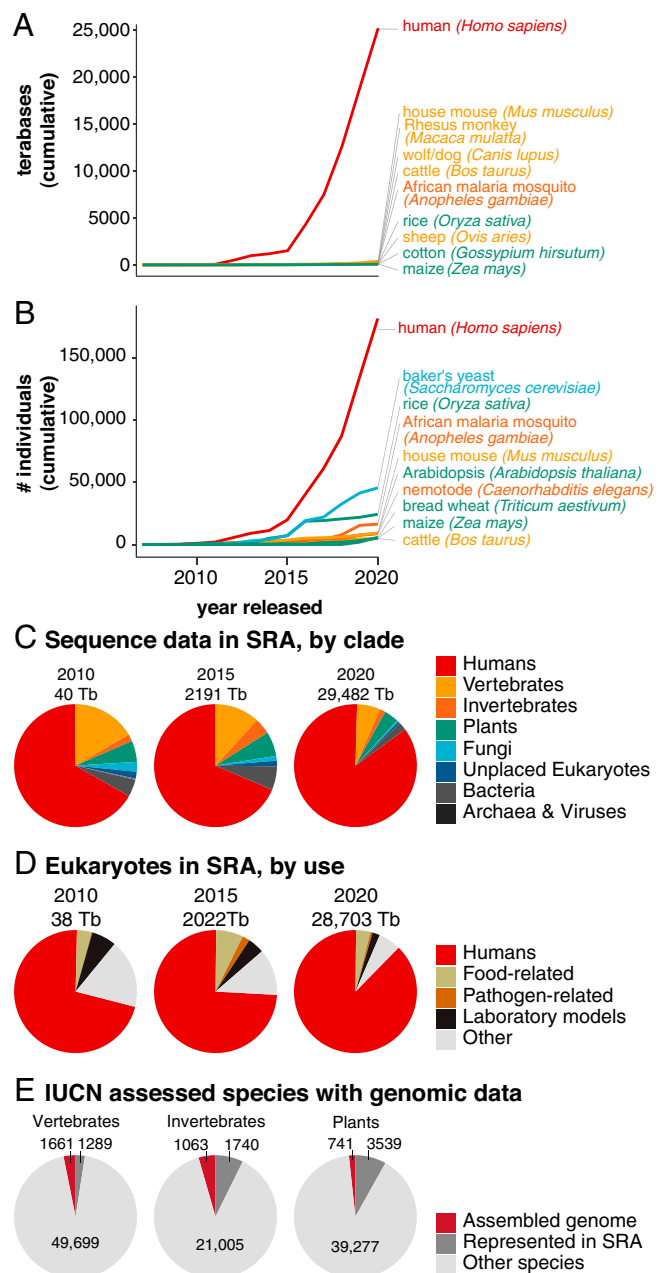 A
terabases
(cumulative)
25,000
20,000
15,000
10,000
5000
0
human (Homo sapiens)
house mouse (Mus musculus)
Rhesus monkey
(Macaca mulatta)
wolf/dog (Canis lupus)
cattle (Bos taurus)
African malaria mosquito
(Anopheles gambiae)
rice (Oryza sativa)
sheep (Ovis aries)
cotton (Gossypium hirsutum)
maize (Zea mays)
B
# individuals
(cumulative)
150,000
100,000
50,000
0
human (Homo sapiens)
baker's yeast
(Saccharomyces cerevisiae)
rice (Oryza sativa)
African malaria mosquito
(Anopheles gambiae)
house mouse (Mus musculus)
Arabidopsis (Arabidopsis thaliana)
nemotode (Caenorhabditis elegans)
bread wheat (Triticum aestivum)
maize (Zea mays)
cattle (Bos taurus)
2010 2015 2020
year released
C Sequence data in SRA, by clade
2010
40 Tb
2015
2191 Tb
2020
29,482 Tb
Humans
Vertebrates
Invertebrates
Plants
Fungi
Unplaced Eukaryotes
Bacteria
Archaea & Viruses
D Eukaryotes in SRA, by use
2010
38 Tb
2015
2022Tb
2020
28,703 Tb
Humans
Food-related
Pathogen-related
Laboratory models
Other
E IUCN assessed species with genomic data
Vertebrates
1661 1289
49,699
Invertebrates
1063 1740
21,005
Plants
741 3539
39,277
Assembled genome
Represented in SRA
Other species